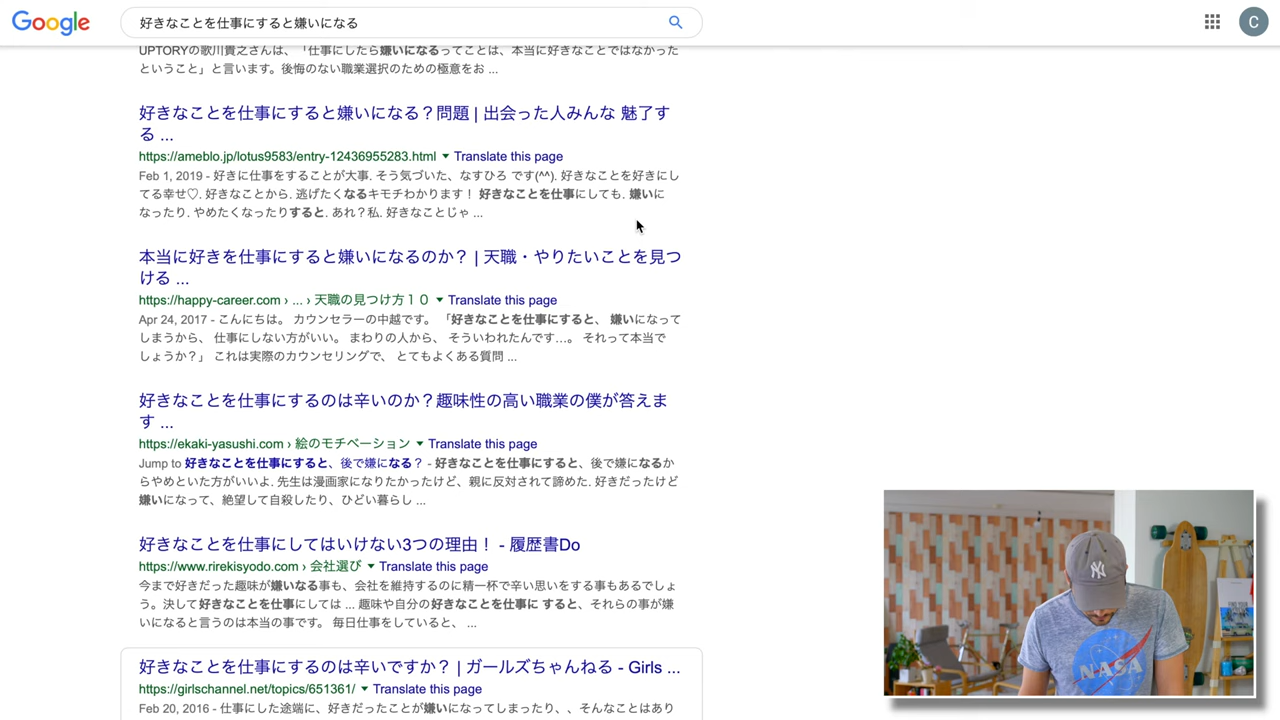 Google
好きなことを仕事にすると嫌いになる
C
UPTORYの歌川貴之さんは、「仕事にしたら嫌いになるってことは、本当に好きなことではなかった
ということ」と言います。後悔のない職業選択のための極意をお ...
好きなことを仕事にすると嫌いになる？問題 | 出会った人みんな 魅了す
る ...
https://ameblo.jp/lotus9583/entry-12436955283.html ▼ Translate this page
Feb 1, 2019 - 好きに仕事をすることが大事. そう気づいた、なすひろ です(^^). 好きなことを好きにし
てる幸せ♡. 好きなことから. 逃げたくなるキモチわかります！ 好きなことを仕事にしても. 嫌いに
なったり. やめたくなったりすると. あれ？私. 好きなことじゃ ...
本当に好きを仕事にすると嫌いになるのか？ | 天職・やりたいことを見つ
ける ...
https://happy-career.com › ... › 天職の見つけ方１０ ▼ Translate this page
Apr 24, 2017 - こんにちは。 カウンセラーの中越です。 「好きなことを仕事にすると、 嫌いになって
しまうから、 仕事にしない方がいい。 まわりの人から、 そういわれたんです…。 それって本当で
しょうか？」 これは実際のカウンセリングで、 とてもよくある質問 ...
好きなことを仕事にするのは辛いのか？趣味性の高い職業の僕が答えま
す ...
https://ekaki-yasushi.com › 絵のモチベーション ▼ Translate this page
Jump to 好きなことを仕事にすると、後で嫌になる？ - 好きなことを仕事にすると、後で嫌になるか
らやめといた方がいいよ. 先生は漫画家になりたかったけど、親に反対されて諦めた. 好きだったけど
嫌いになって、絶望して自殺したり、ひどい暮らし ...
好きなことを仕事にしてはいけない3つの理由！ - 履歴書Do
https://www.rirekisyodo.com › 会社選び ▼ Translate this page
今まで好きだった趣味が嫌いなる事も、会社を維持するのに精一杯で辛い思いをする事もあるでしょ
う。決して好きなことを仕事にしては ... 趣味や自分の好きなことを仕事に すると、それらの事が嫌
いになると言うのは本当の事です。 毎日仕事をしていると、 ...
好きなことを仕事にするのは辛いですか？ | ガールズちゃんねる - Girls ...
https://girlschannel.net/topics/651361/ ▼ Translate this page
Feb 20, 2016 - 仕事にした途端に、好きだったことが嫌いになってしまったり、、そんなことはあり
NY
NASA